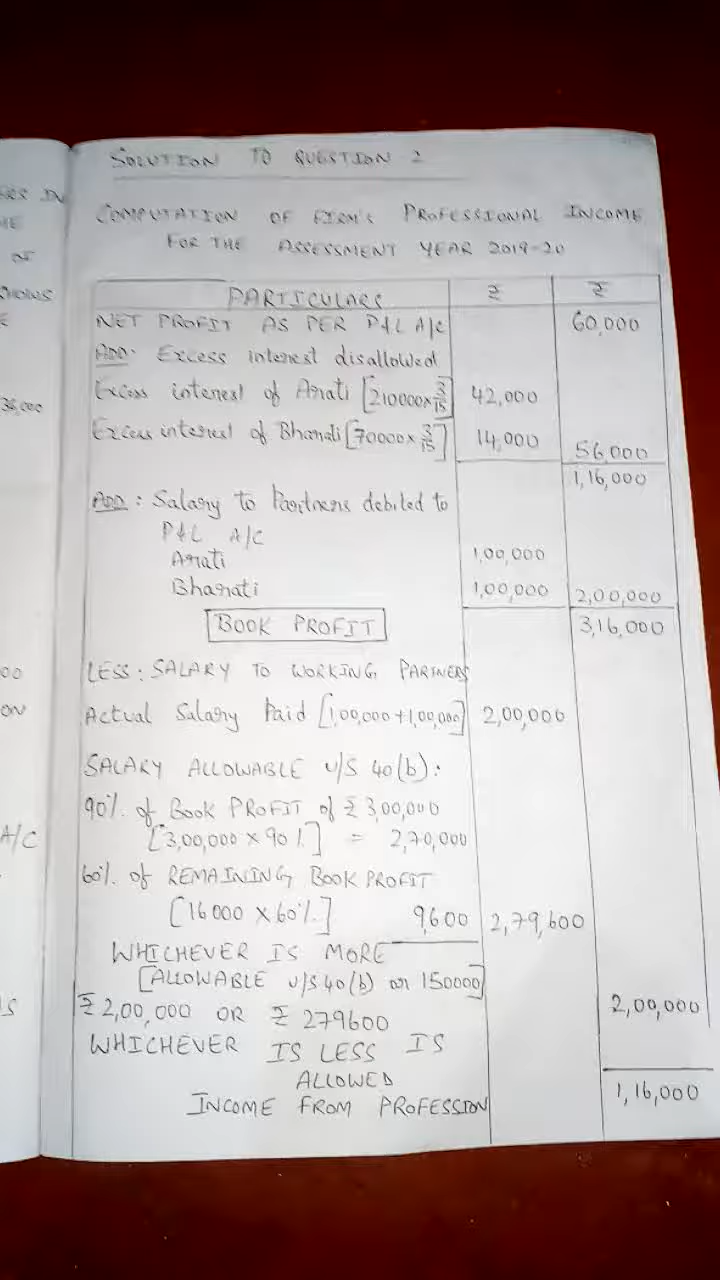 SOLUTION TO QUESTION 2
COMPUTATION OF FIRM'S PROFESSIONAL INCOME
FOR THE ASSESSMENT YEAR 2019-20
PARTICULARS ₹ ₹
NET PROFIT AS PER P&L A/C 60,000
ADD: Excess interest disallowed
Excess interest of Arati [210000×3/15] 42,000
Excess interest of Bharati [70000×3/15] 14,000 56,000
1,16,000
ADD: Salary to Partners debited to
P&L A/C
Arati 1,00,000
Bharati 1,00,000 2,00,000
BOOK PROFIT 3,16,000
LESS: SALARY TO WORKING PARTNERS
Actual Salary Paid [1,00,000+1,00,000] 2,00,000
SALARY ALLOWABLE u/s 40(b):
90% of BOOK PROFIT of ₹ 3,00,000
[3,00,000 × 90%] = 2,70,000
60% of REMAINING BOOK PROFIT
[16000 × 60%] 9,600 2,79,600
WHICHEVER IS MORE
[ALLOWABLE u/s 40(b) or 150000]
₹ 2,00,000 OR ₹ 279600 2,00,000
WHICHEVER IS LESS IS
ALLOWED
INCOME FROM PROFESSION 1,16,000
36,000
A/C